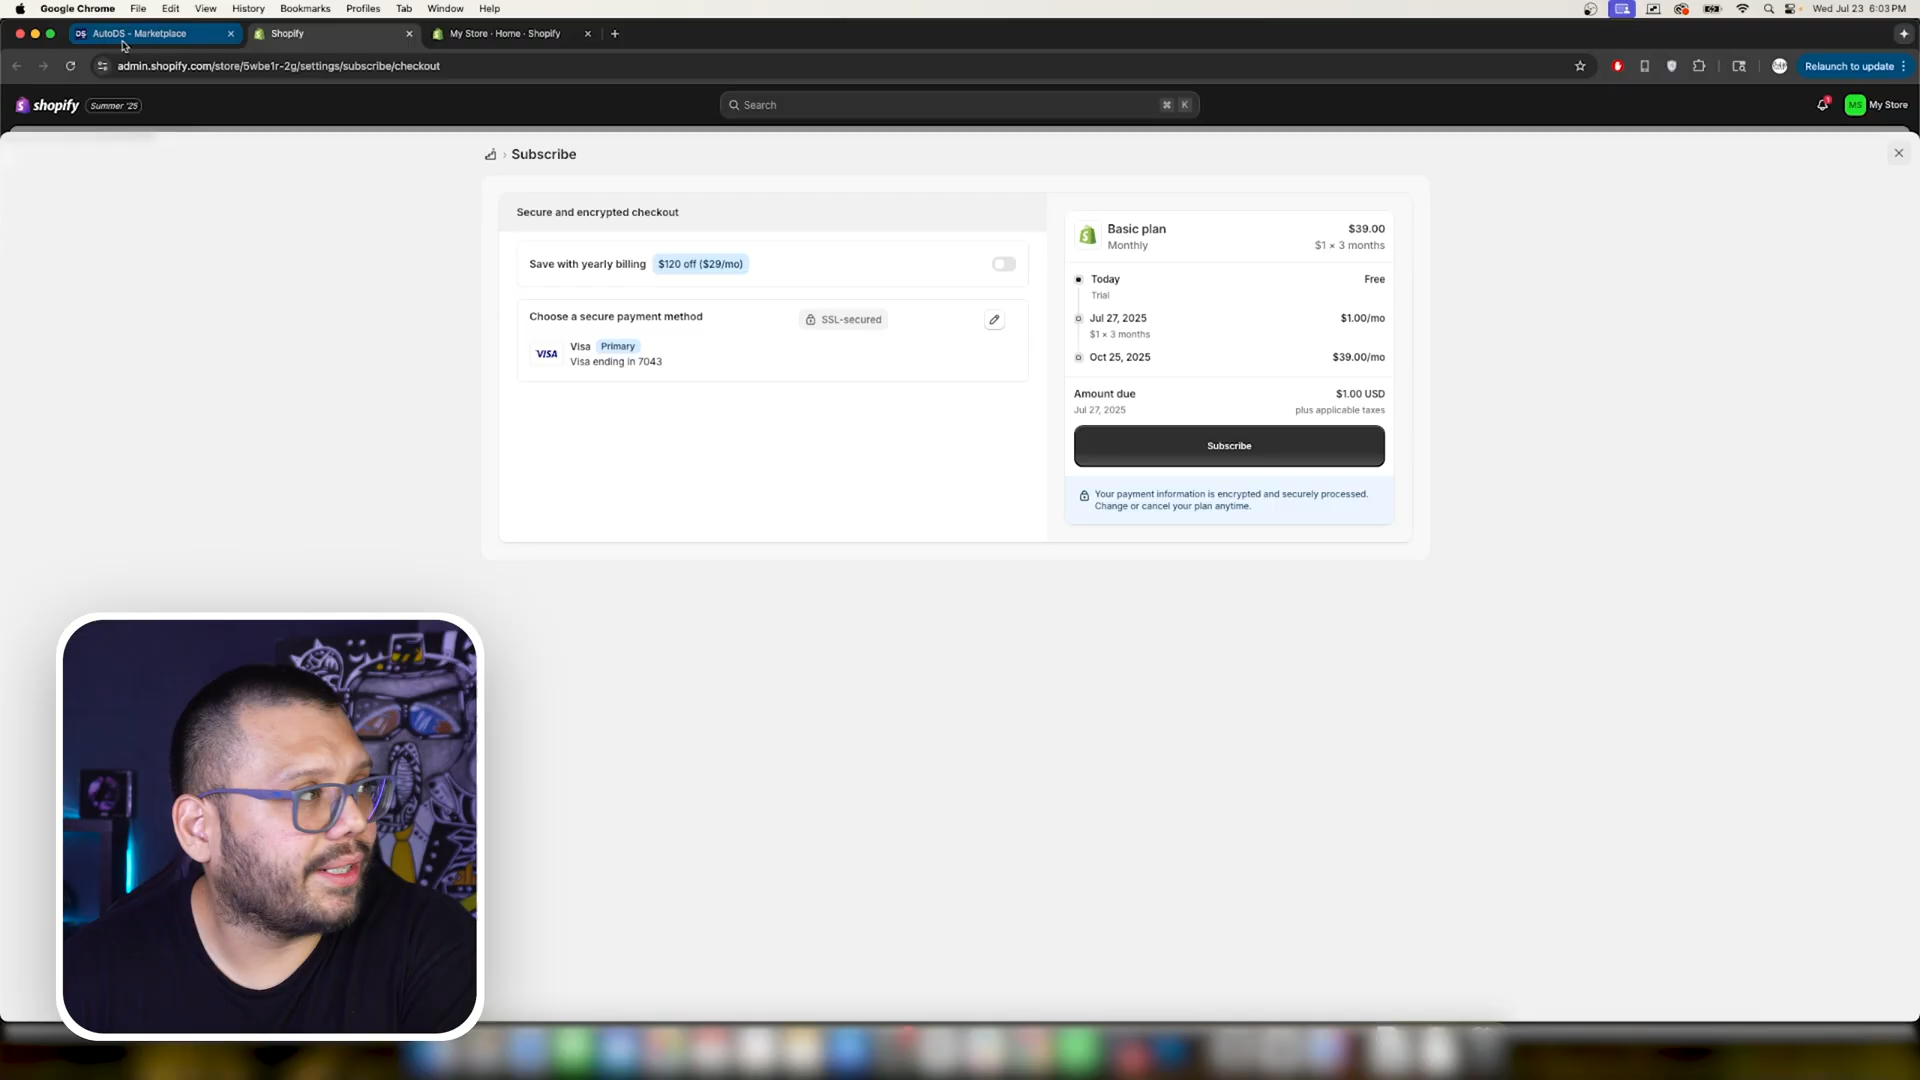 Google Chrome File Edit View History Bookmarks Profiles Tab Window Help Wed Jul 23 6:03 PM
AutoDS - Marketplace Shopify My Store · Home · Shopify
admin.shopify.com/store/5wbe1r-2g/settings/subscribe/checkout Relaunch to update
shopify Summer '25 Search ⌘ K MS My Store
Subscribe
Secure and encrypted checkout
Save with yearly billing $120 off ($29/mo)
Choose a secure payment method SSL-secured
VISA Visa Primary
Visa ending in 7043
Basic plan $39.00
Monthly $1 × 3 months
Today Free
Trial
Jul 27, 2025 $1.00/mo
$1 × 3 months
Oct 25, 2025 $39.00/mo
Amount due $1.00 USD
Jul 27, 2025 plus applicable taxes
Subscribe
Your payment information is encrypted and securely processed.
Change or cancel your plan anytime.